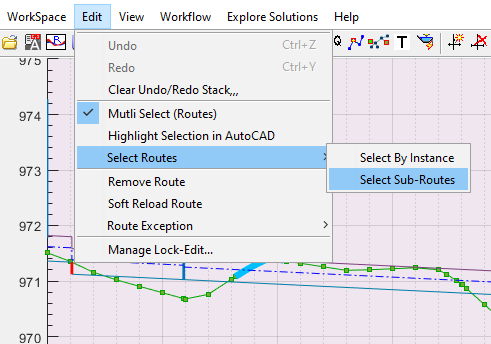 WorkSpace Edit View Workflow Explore Solutions Help
T
975
974
973
972
971
970
Undo Ctrl+Z
Redo Ctrl+Y
Clear Undo/Redo Stack,,,
Mutli Select (Routes)
Highlight Selection in AutoCAD
Select Routes
Select By Instance
Select Sub-Routes
Remove Route
Soft Reload Route
Route Exception
Manage Lock-Edit...